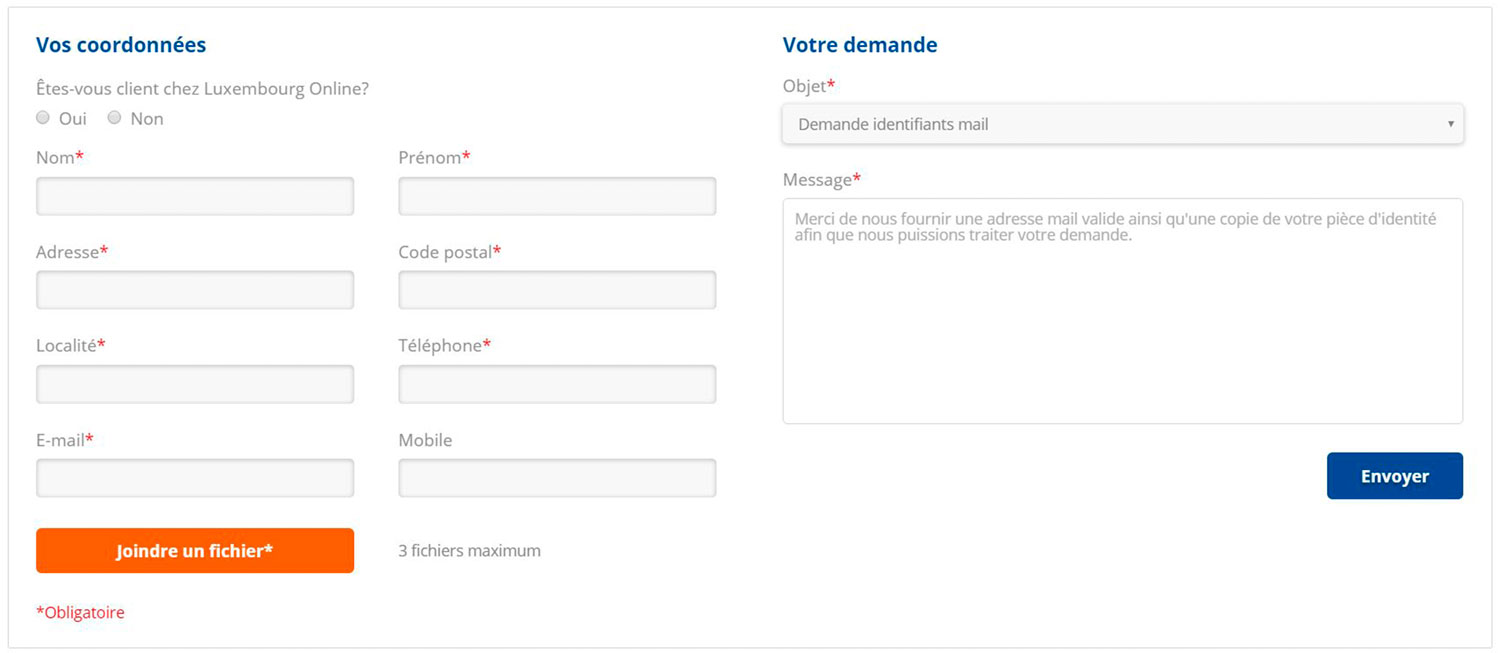 Vos coordonnées
Êtes-vous client chez Luxembourg Online?
Oui Non
Nom* Prénom*
Adresse* Code postal*
Localité* Téléphone*
E-mail* Mobile
Joindre un fichier* 3 fichiers maximum
*Obligatoire
Votre demande
Objet*
Demande identifiants mail
Message*
Merci de nous fournir une adresse mail valide ainsi qu'une copie de votre pièce d'identité
afin que nous puissions traiter votre demande.
Envoyer